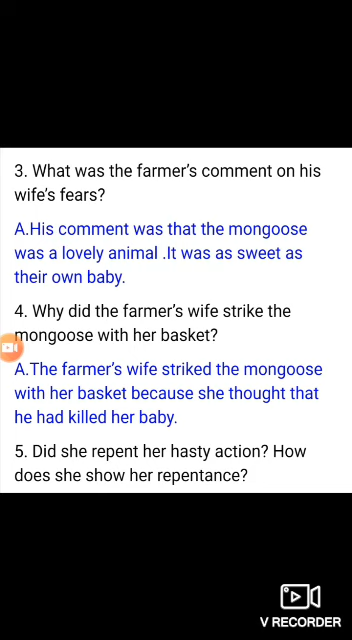 3. What was the farmer's comment on his
wife's fears?
A.His comment was that the mongoose
was a lovely animal .It was as sweet as
their own baby.
4. Why did the farmer's wife strike the
mongoose with her basket?
A.The farmer's wife striked the mongoose
with her basket because she thought that
he had killed her baby.
5. Did she repent her hasty action? How
does she show her repentance?
V RECORDER